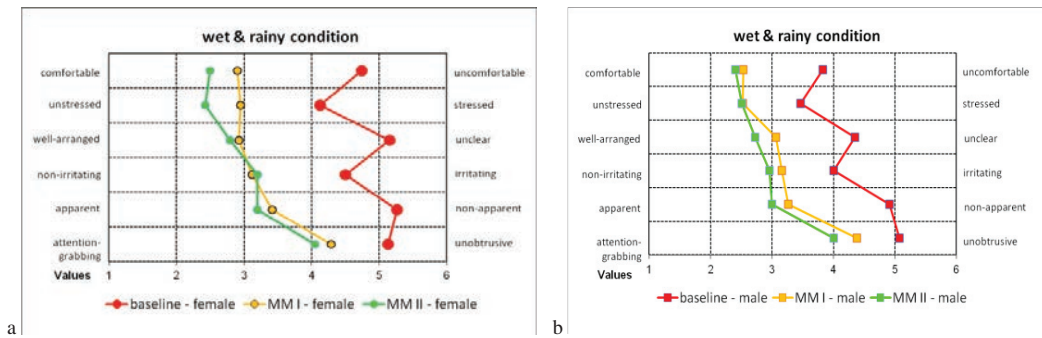 wet & rainy condition
comfortable uncomfortable
unstressed stressed
well-arranged unclear
non-irritating irritating
apparent non-apparent
attention-
grabbing unobtrusive
Values 1 2 3 4 5 6
baseline - female MM I - female MM II - female
a
wet & rainy condition
comfortable uncomfortable
unstressed stressed
well-arranged unclear
non-irritating irritating
apparent non-apparent
attention-
grabbing unobtrusive
Values 1 2 3 4 5 6
baseline - male MM I - male MM II - male
b